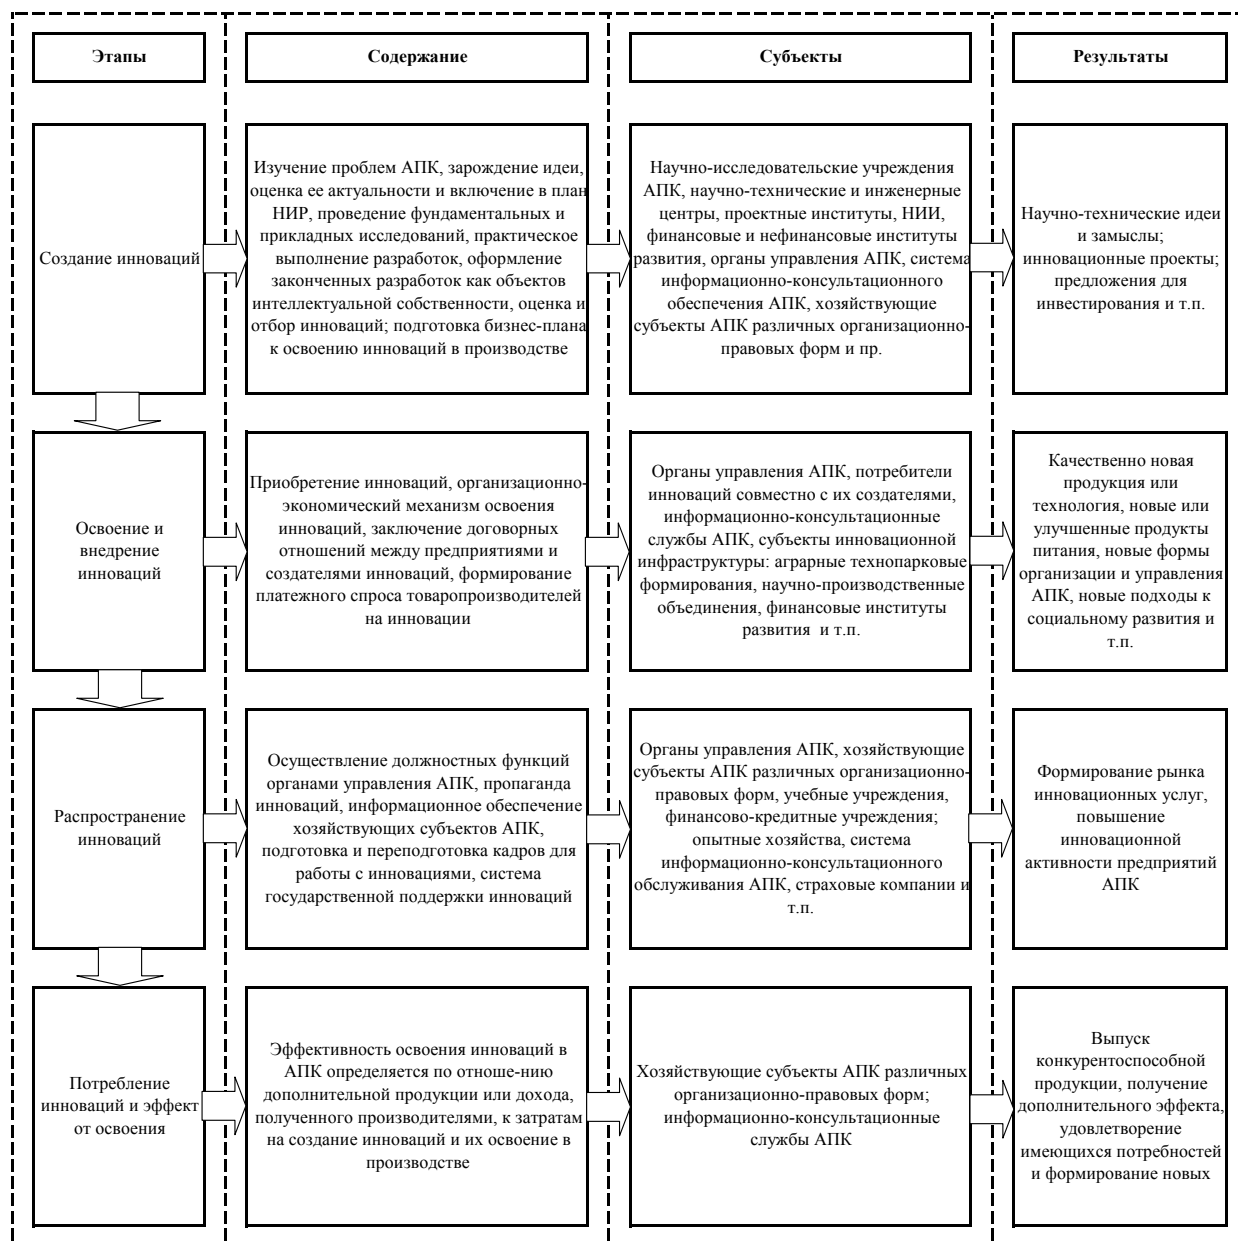 Этапы
Содержание
Субъекты
Результаты
Создание инноваций
Изучение проблем АПК, зарождение идеи,
оценка ее актуальности и включение в план
НИР, проведение фундаментальных и
прикладных исследований, практическое
выполнение разработок, оформление
законченных разработок как объектов
интеллектуальной собственности, оценка и
отбор инноваций; подготовка бизнес-плана
к освоению инноваций в производстве
Научно-исследовательские учреждения
АПК, научно-технические и инженерные
центры, проектные институты, НИИ,
финансовые и нефинансовые институты
развития, органы управления АПК, система
информационно-консультационного
обеспечения АПК, хозяйствующие
субъекты АПК различных организационно-
правовых форм и пр.
Научно-технические идеи
и замыслы;
инновационные проекты;
предложения для
инвестирования и т.п.
Освоение и
внедрение
инноваций
Приобретение инноваций, организационно-
экономический механизм освоения
инноваций, заключение договорных
отношений между предприятиями и
создателями инноваций, формирование
платежного спроса товаропроизводителей
на инновации
Органы управления АПК, потребители
инноваций совместно с их создателями,
информационно-консультационные
службы АПК, субъекты инновационной
инфраструктуры: аграрные технопарковые
формирования, научно-производственные
объединения, финансовые институты
развития  и т.п.
Качественно новая
продукция или
технология, новые или
улучшенные продукты
питания, новые формы
организации и управления
АПК, новые подходы к
социальному развития и
т.п.
Распространение
инноваций
Осуществление должностных функций
органами управления АПК, пропаганда
инноваций, информационное обеспечение
хозяйствующих субъектов АПК,
подготовка и переподготовка кадров для
работы с инновациями, система
государственной поддержки инноваций
Органы управления АПК, хозяйствующие
субъекты АПК различных организационно-
правовых форм, учебные учреждения,
финансово-кредитные учреждения;
опытные хозяйства, система
информационно-консультационного
обслуживания АПК, страховые компании и
т.п.
Формирование рынка
инновационных услуг,
повышение
инновационной
активности предприятий
АПК
Потребление
инноваций и эффект
от освоения
Эффективность освоения инноваций в
АПК определяется по отноше-нию
дополнительной продукции или дохода,
полученного производителями, к затратам
на создание инноваций и их освоение в
производстве
Хозяйствующие субъекты АПК различных
организационно-правовых форм;
информационно-консультационные
службы АПК
Выпуск
конкурентоспособной
продукции, получение
дополнительного эффекта,
удовлетворение
имеющихся потребностей
и формирование новых